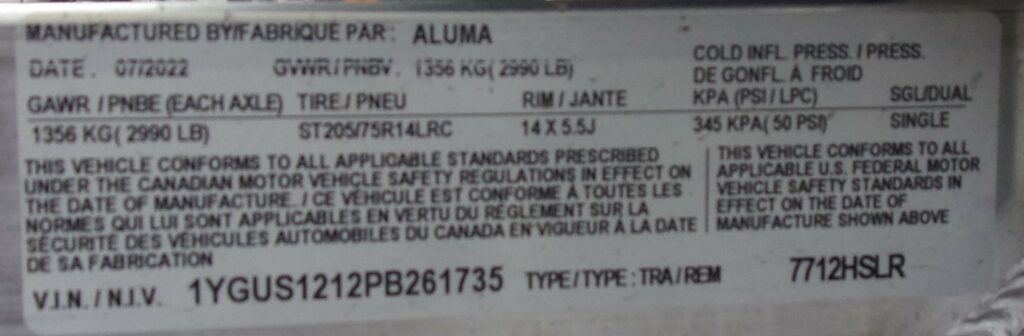 MANUFACTURED BY/FABRIQUE PAR: ALUMA
DATE. 07/2022 GVWR/PNBV. 1356 KG( 2990 LB)
COLD INFL. PRESS. / PRESS.
DE GONFL. À FROID
GAWR / PNBE (EACH AXLE) TIRE / PNEU RIM / JANTE KPA (PSI / LPC) SGL/DUAL
1356 KG( 2990 LB) ST205/75R14LRC 14 X 5.5J 345 KPA( 50 PSI) SINGLE
THIS VEHICLE CONFORMS TO ALL APPLICABLE STANDARDS PRESCRIBED
UNDER THE CANADIAN MOTOR VEHICLE SAFETY REGULATIONS IN EFFECT ON
THE DATE OF MANUFACTURE. / CE VÉHICULE EST CONFORME À TOUTES LES
NORMES QUI LUI SONT APPLICABLES EN VERTU DU RÈGLEMENT SUR LA
SÉCURITÉ DES VÉHICULES AUTOMOBILES DU CANADA EN VIGUEUR À LA DATE
DE SA FABRICATION
THIS VEHICLE CONFORMS TO ALL
APPLICABLE U.S. FEDERAL MOTOR
VEHICLE SAFETY STANDARDS IN
EFFECT ON THE DATE OF
MANUFACTURE SHOWN ABOVE
V.I.N. / N.I.V. 1YGUS1212PB261735 TYPE/TYPE : TRA/REM 7712HSLR